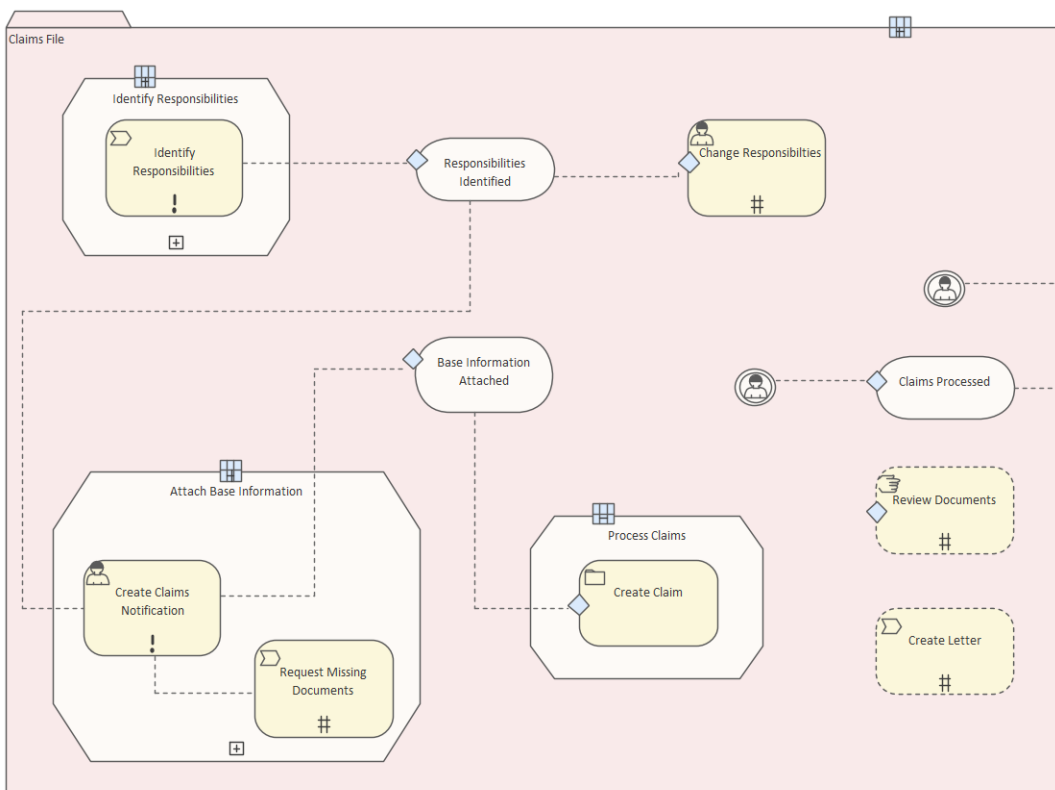 Claims File
Identify Responsibilities
Identify
Responsibilities
Responsibilities
Identified
Change Responsibilties
Base Information
Attached
Claims Processed
Attach Base Information
Create Claims
Notification
Request Missing
Documents
Process Claims
Create Claim
Review Documents
Create Letter